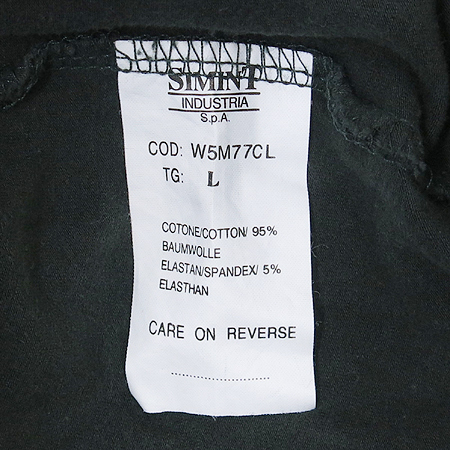 SIMINT
INDUSTRIA
S.p.A.
COD: W5M77CL
TG: L
COTONE/COTTON/ 95%
BAUMWOLLE
ELASTAN/SPANDEX/ 5%
ELASTHAN
CARE ON REVERSE